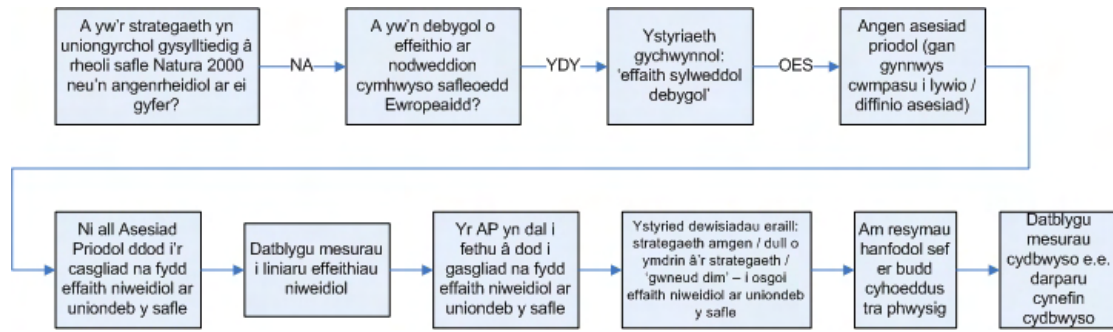 A yw'r strategaeth yn
uniongyrchol gysylltiedig â
rheoli safle Natura 2000
neu'n angenrheidiol ar ei
gyfer?
NA
A yw'n debygol o
effeithio ar
nodweddion
cymhwyso safleoedd
Ewropeaidd?
YDY
Ystyriaeth
gychwynnol:
'effaith sylweddol
debygol'
OES
Angen asesiad
priodol (gan
gynnwys
cwmpasu i lywio /
diffinio asesiad)
Ni all Asesiad
Priodol ddod i'r
casgliad na fydd
effaith niweidiol ar
uniondeb y safle
Datblygu mesurau
i liniaru effeithiau
niweidiol
Yr AP yn dal i
fethu â dod i
gasgliad na fydd
effaith niweidiol ar
uniondeb y safle
Ystyried dewisiadau eraill:
strategaeth amgen / dull o
ymdrin â'r strategaeth /
'gwneud dim' – i osgoi
effaith niweidiol ar uniondeb
y safle
Am resymau
hanfodol sef
er budd
cyhoeddus
tra phwysig
Datblygu
mesurau
cydbwyso e.e.
darparu
cynefin
cydbwyso